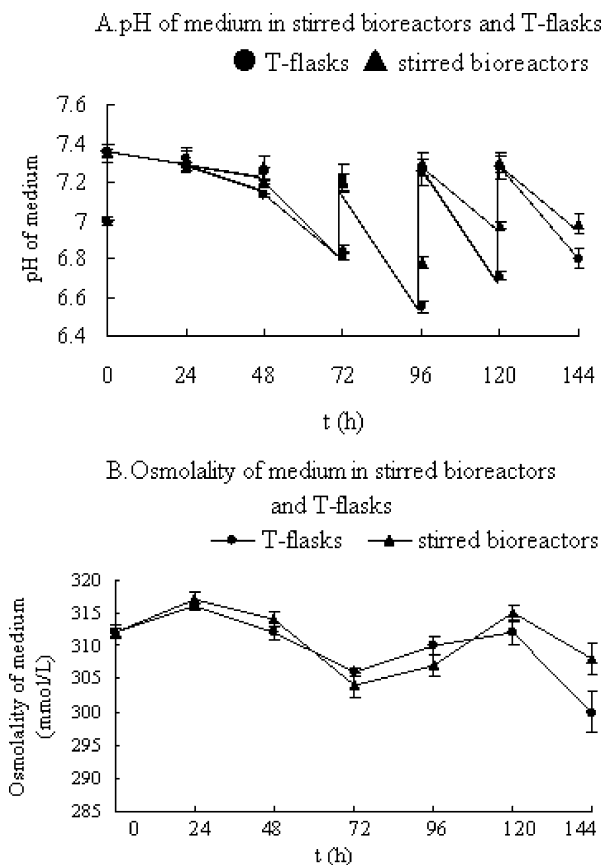 A.pH of medium in stirred bioreactors and T-flasks
T-flasks stirred bioreactors
7.6
7.4
7.2
7
6.8
6.6
6.4
pH of medium
0 24 48 72 96 120 144
t (h)
B.Osmolality of medium in stirred bioreactors
and T-flasks
T-flasks stirred bioreactors
320
315
310
305
300
295
290
285
Osmolality of medium
(mmol/L)
0 24 48 72 96 120 144
t (h)